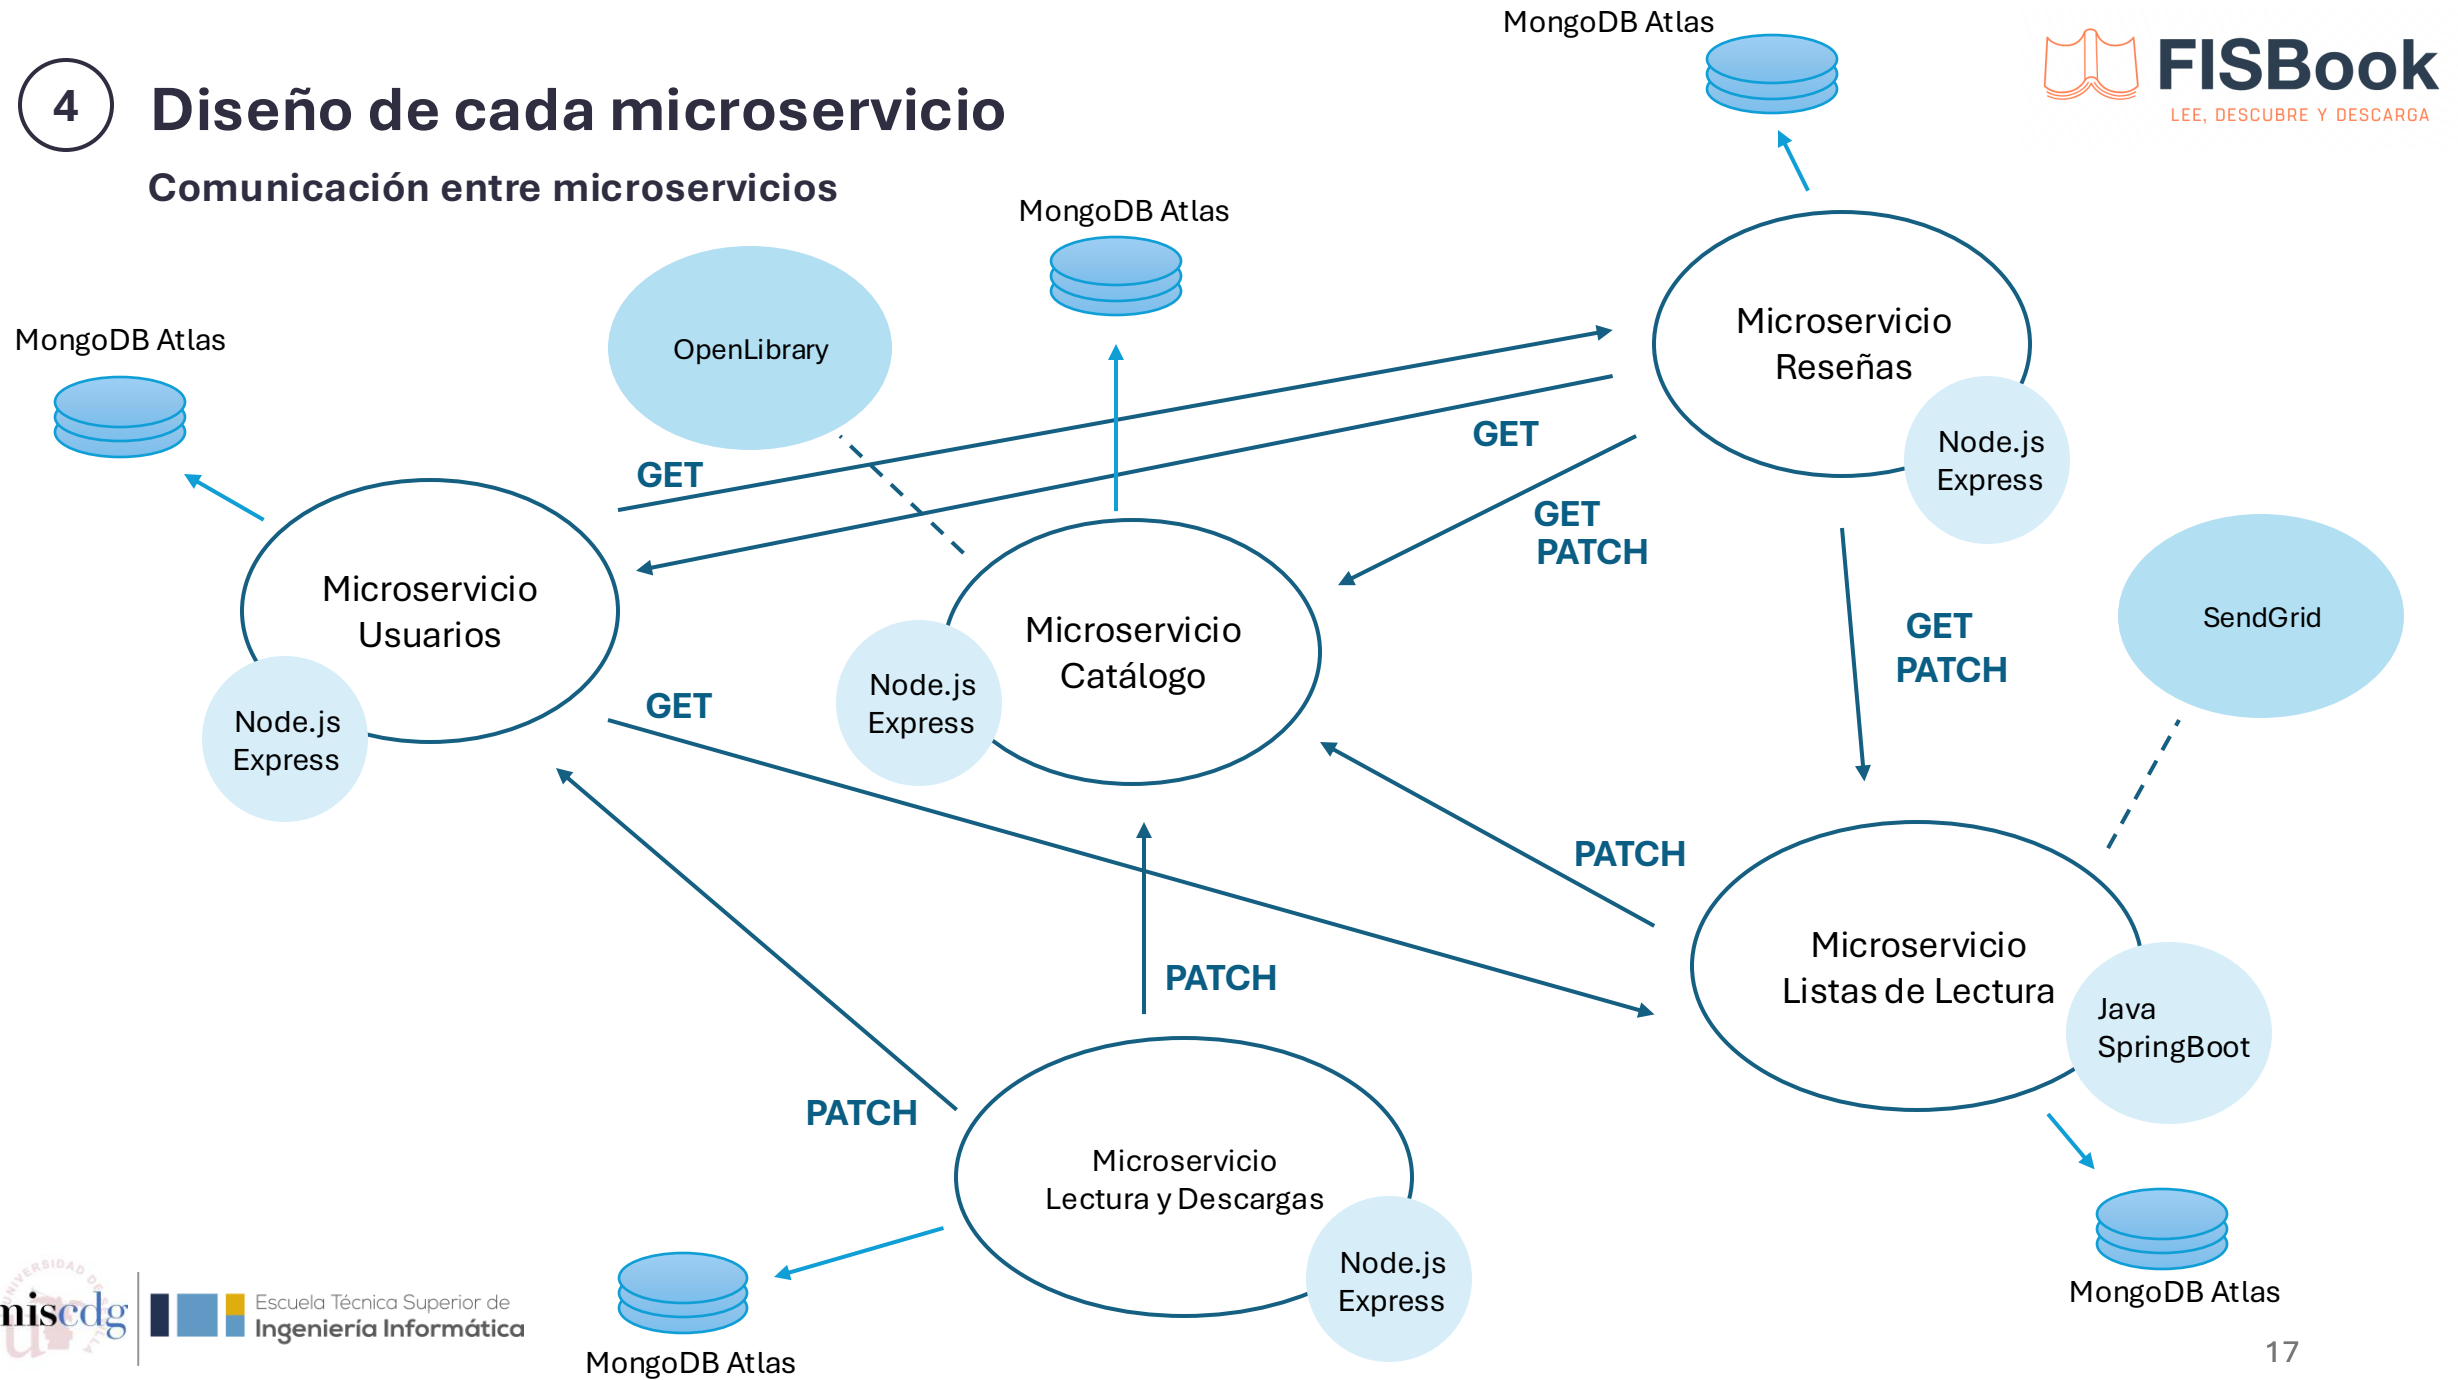 4
Diseño de cada microservicio
Comunicación entre microservicios
MongoDB Atlas
FISBook
LEE, DESCUBRE Y DESCARGA
MongoDB Atlas
OpenLibrary
MongoDB Atlas
Microservicio
Reseñas
Node.js
Express
GET
GET
GET
PATCH
Microservicio
Usuarios
Node.js
Express
Microservicio
Catálogo
Node.js
Express
GET
GET
PATCH
SendGrid
PATCH
PATCH
PATCH
Microservicio
Listas de Lectura
Java
SpringBoot
Microservicio
Lectura y Descargas
Node.js
Express
MongoDB Atlas
MongoDB Atlas
UNIVERSIDAD DE
miscdg
Escuela Técnica Superior de
Ingeniería Informática
17